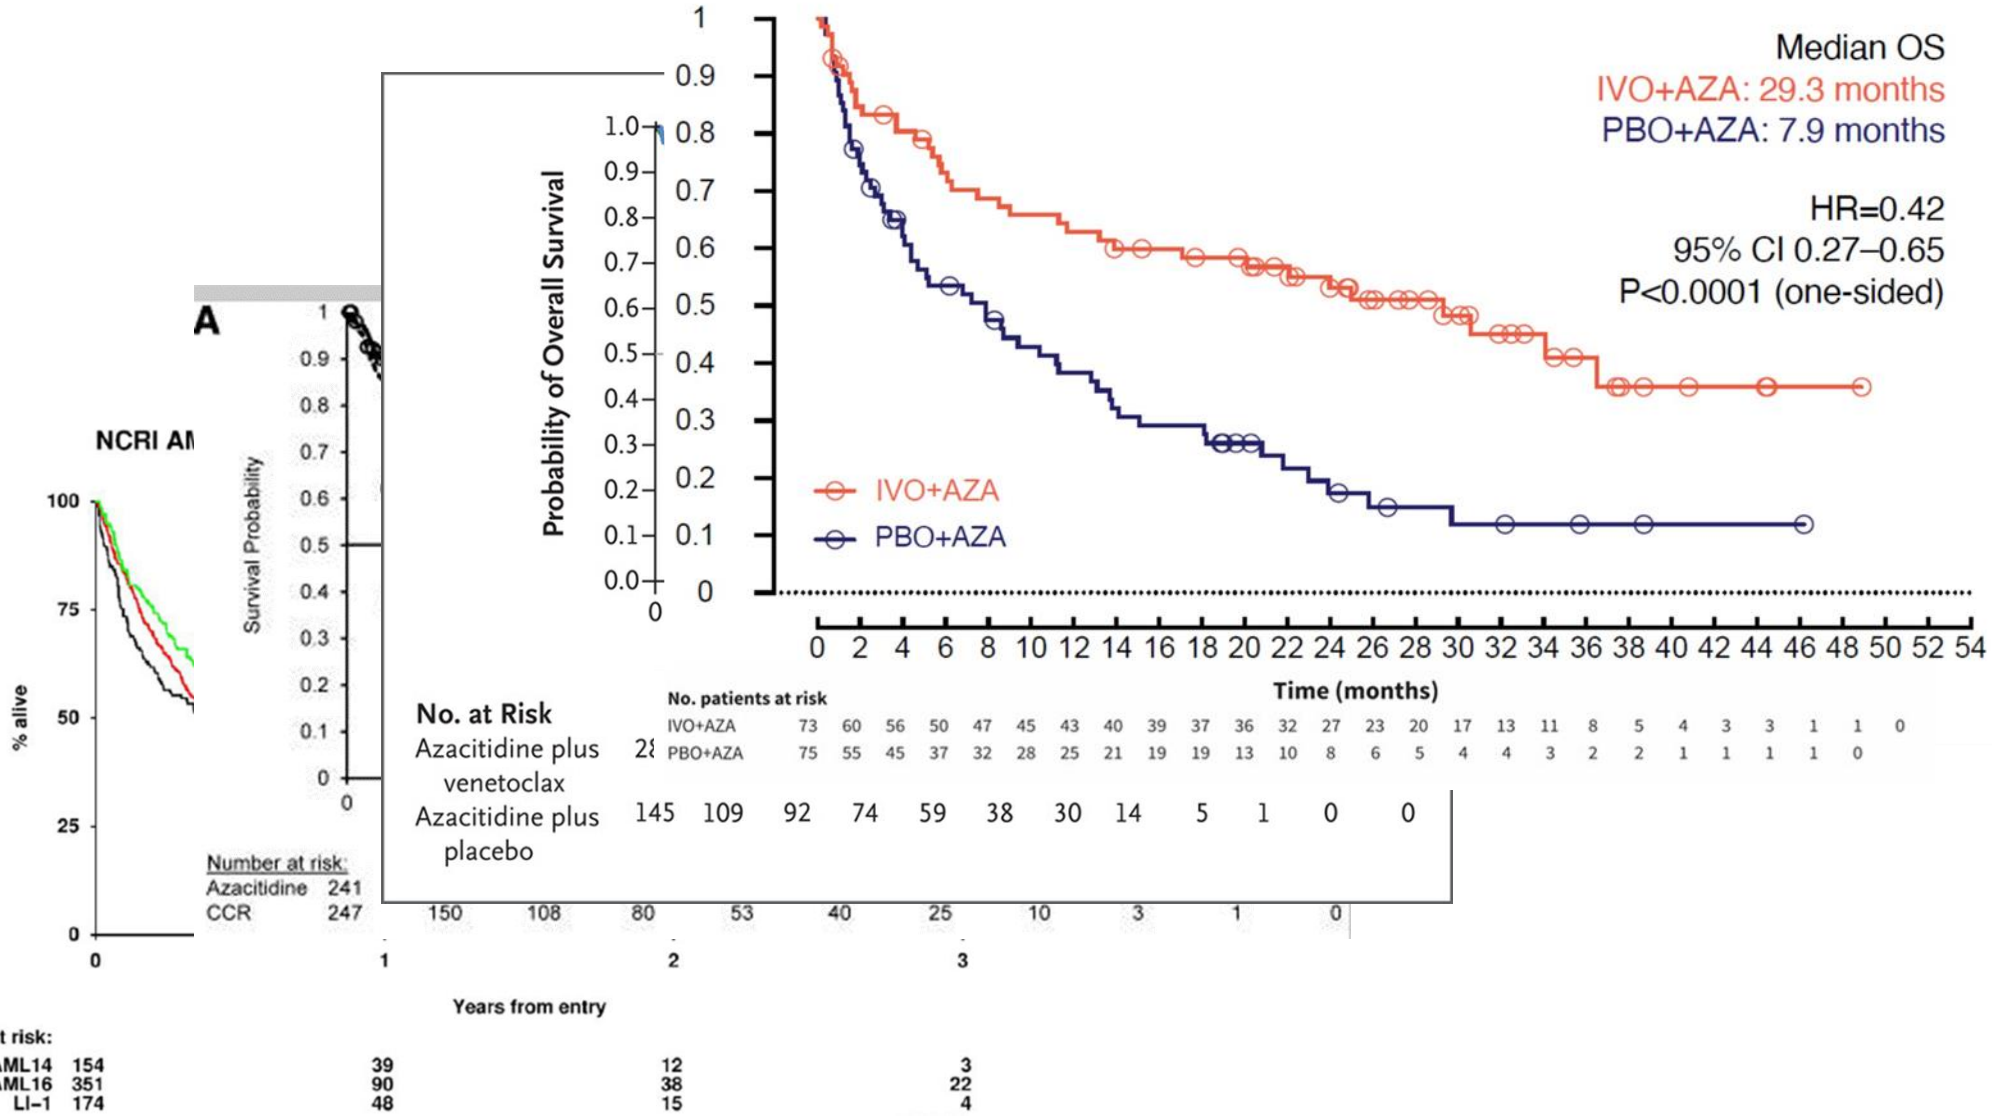 Median OS
IVO+AZA: 29.3 months
PBO+AZA: 7.9 months
HR=0.42
95% CI 0.27–0.65
P<0.0001 (one-sided)
1
0.9
0.8
0.7
0.6
0.5
0.4
0.3
0.2
0.1
0
IVO+AZA
PBO+AZA
0 2 4 6 8 10 12 14 16 18 20 22 24 26 28 30 32 34 36 38 40 42 44 46 48 50 52 54
Time (months)
No. patients at risk
IVO+AZA 73 60 56 50 47 45 43 40 39 37 36 32 27 23 20 17 13 11 8 5 4 3 3 1 1 0
PBO+AZA 75 55 45 37 32 28 25 21 19 19 13 10 8 6 5 4 4 3 2 2 1 1 1 1 0
Probability of Overall Survival
1.0
0.9
0.8
0.7
0.6
0.5
0.4
0.3
0.2
0.1
0.0
0
No. at Risk
Azacitidine plus
venetoclax
Azacitidine plus 145 109 92 74 59 38 30 14 5 1 0 0
placebo
A
Survival Probability
1
0.9
0.8
0.7
0.6
0.5
0.4
0.3
0.2
0.1
0
0
Number at risk:
Azacitidine 241
CCR 247 150 108 80 53 40 25 10 3 1 0
NCRI
% alive
100
75
50
25
0
0 1 2 3
Years from entry
risk:
AML14 154 39 12 3
AML16 351 90 38 22
LI–1 174 48 15 4